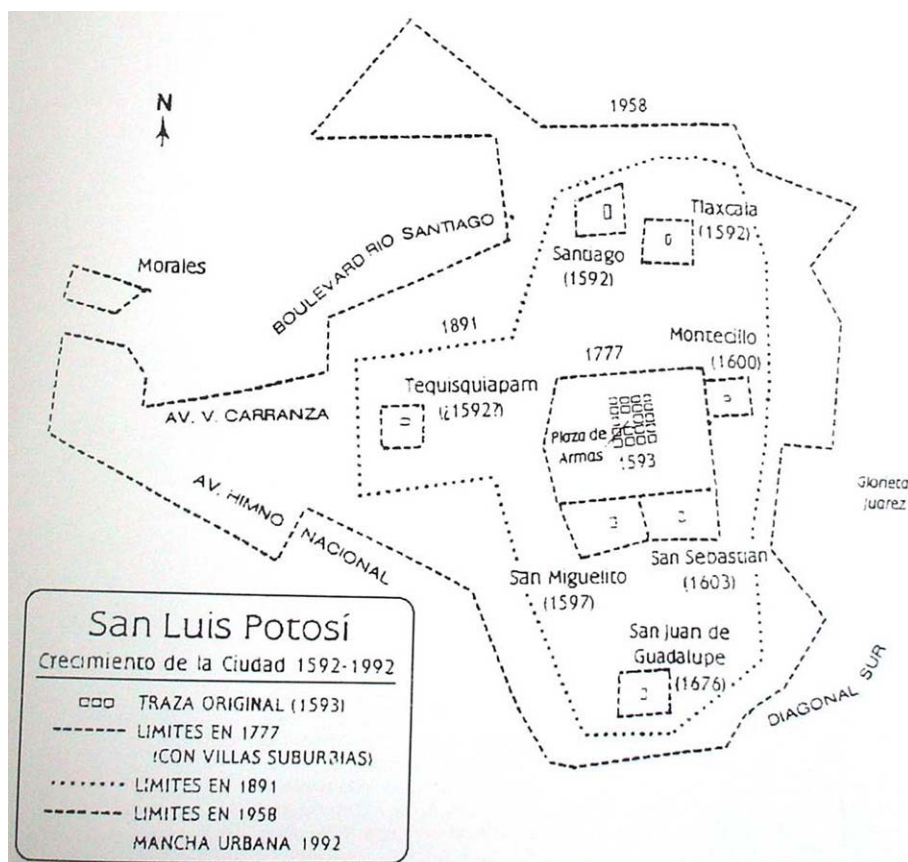 N
1958
Tlaxcala
(1592)
Santiago
(1592)
BOULEVARD RIO SANTIAGO
Morales
1891
1777
Montecillo
(1600)
Tequisquiapam
(¿1592?)
AV. V. CARRANZA
Plaza de
Armas
1593
Glorieta
Juarez
AV. HIMNO NACIONAL
San Miguelito
(1597)
San Sebastián
(1603)
San Juan de
Guadalupe
(1676)
DIAGONAL SUR
San Luis Potosí
Crecimiento de la Ciudad 1592-1992
TRAZA ORIGINAL (1593)
LIMITES EN 1777
(CON VILLAS SUBURBIAS)
LIMITES EN 1891
LIMITES EN 1958
MANCHA URBANA 1992